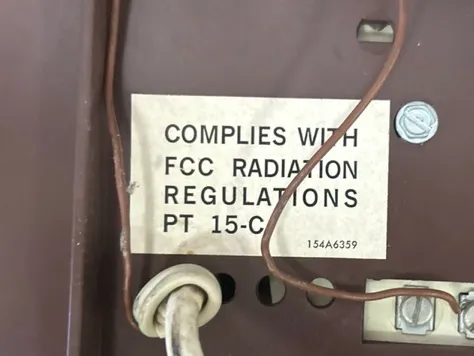 COMPLIES WITH
FCC RADIATION
REGULATIONS
PT 15-C
154A6359